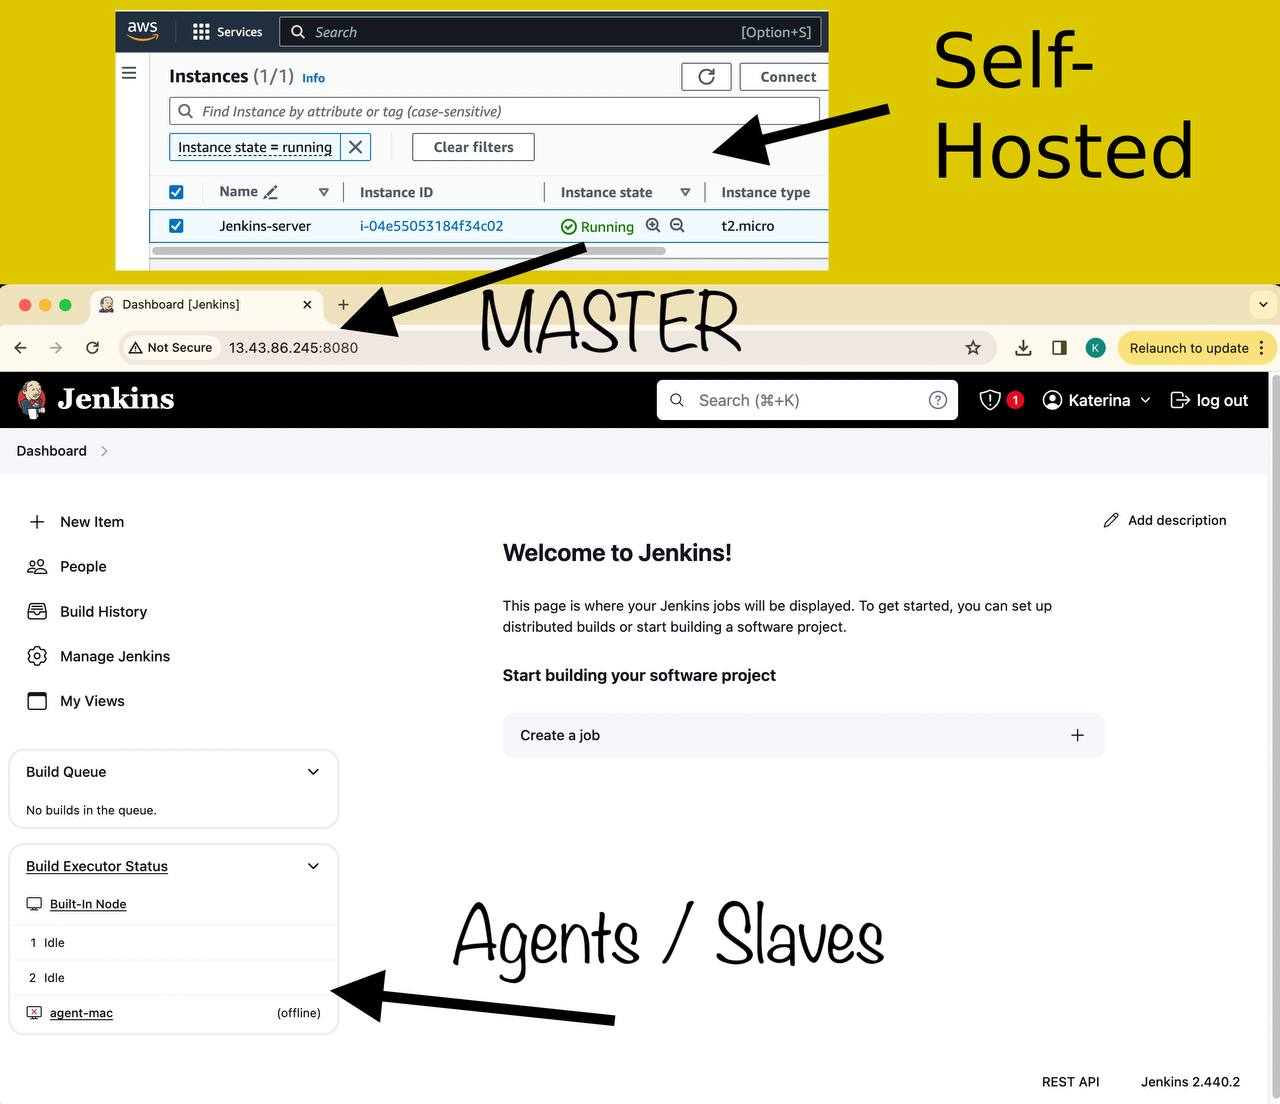 aws
Services
Search
[Option+S]
Self-
Hosted
Instances (1/1) Info
Connect
Find Instance by attribute or tag (case-sensitive)
Instance state = running
Clear filters
Name
Instance ID
Instance state
Instance type
Jenkins-server
i-04e55053184f34c02
Running
t2.micro
Dashboard [Jenkins]
MASTER
Not Secure
13.43.86.245:8080
K
Relaunch to update
Jenkins
Search (⌘+K)
1
Katerina
log out
Dashboard
New Item
Add description
Welcome to Jenkins!
People
This page is where your Jenkins jobs will be displayed. To get started, you can set up
distributed builds or start building a software project.
Build History
Manage Jenkins
Start building your software project
My Views
Create a job
Build Queue
No builds in the queue.
Build Executor Status
Built-In Node
Agents / Slaves
1 Idle
2 Idle
agent-mac
(offline)
REST API
Jenkins 2.440.2